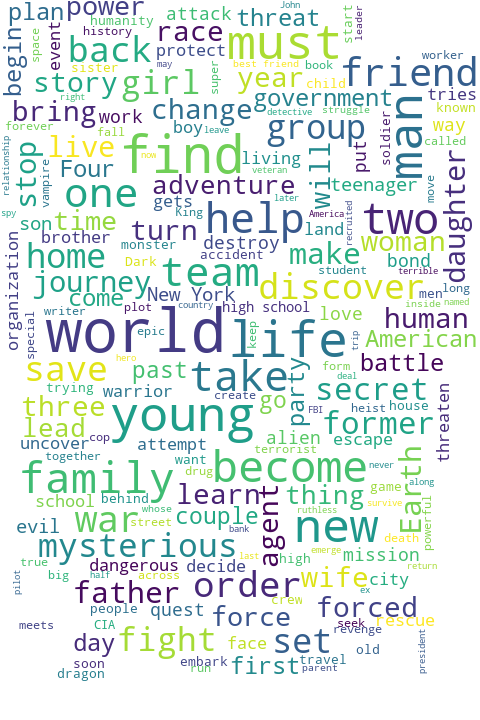 John
plan power
humanity attack threat start leader
space
history race
begin event back protect must
sister best friend book worker
may super
story girl year child friend tries
right detective struggle
bring work change government known
forever fall boy leave group way called
relationship stop live find now veteran living will put soldier man
vampire Four one adventure later teenager
spy son time gets King America recruited move daughter
brother turn help land two
monster destroy terrible woman
organization home accident student make bond men long
Dark
journey team discover
come New York country inside named
special writer plot high school love human
epic keep trip
world life form American
hero deal
save past take party battle
trying warrior create secret threaten
three young go FBI heist house
lead cop former
uncover attempt alien escape
together want terrorist never
family drug become game along
school behind learn agent thing Earth powerful
whose survive
evil war street couple ruthless new
bank death
true mysterious last high emerge mission
big half across dangerous decide order return
pilot father wife city
people quest crew ex
meets CIA force forced rescue
seek
day fight face set revenge old president
soon embark first travel
dragon run parent